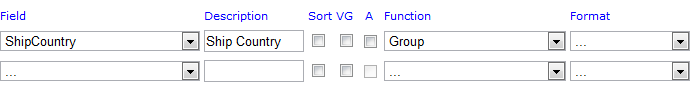 Field Description Sort VG A Function Format
ShipCountry Ship Country Group ...
... ... ...